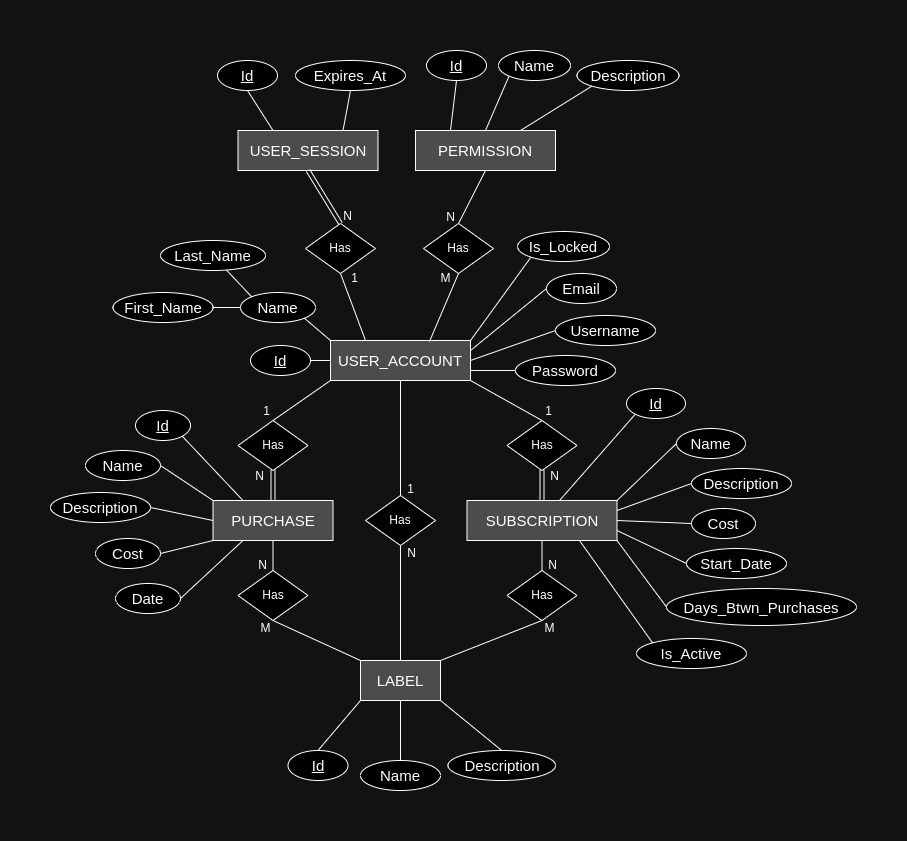 Id
Expires_At
Id
Name
Description
USER_SESSION
PERMISSION
N
N
Has
Has
1
M
Last_Name
First_Name
Name
Is_Locked
Email
Username
Password
Id
USER_ACCOUNT
1
Has
N
1
Has
N
1
Has
N
Id
Name
Description
Cost
Date
PURCHASE
SUBSCRIPTION
Id
Name
Description
Cost
Start_Date
Days_Btwn_Purchases
Is_Active
N
Has
M
N
Has
M
LABEL
Id
Name
Description